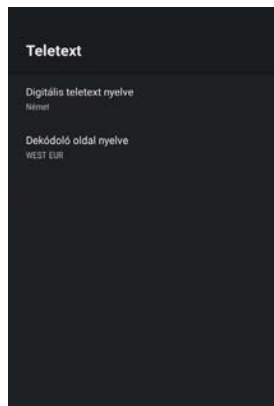 Teletext
Digitális teletext nyelve
Német
Dekódoló oldal nyelve
WEST EUR